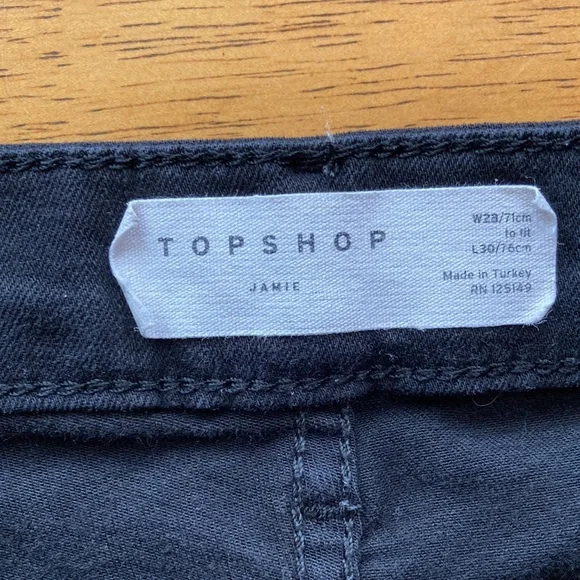 TOPSHOP
JAMIE
W28/71cm
to fit
L30/76cm
Made in Turkey
RN 125149